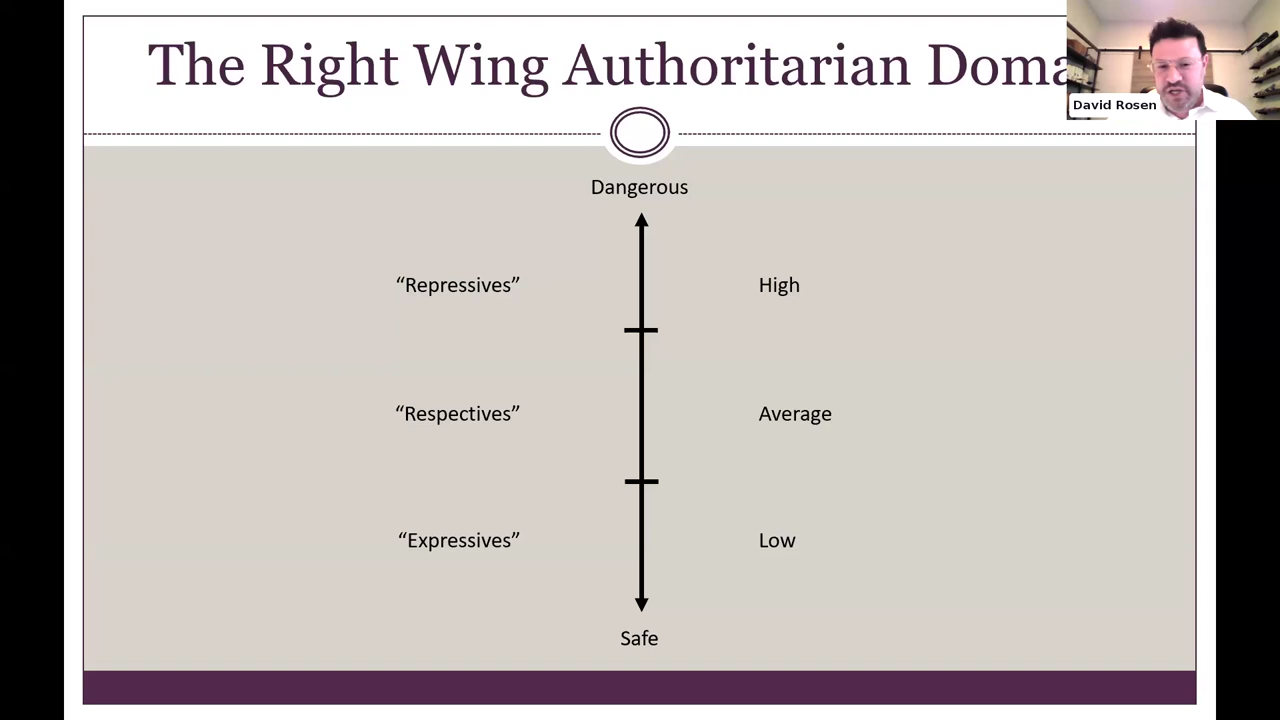 The Right Wing Authoritarian Doma
David Rosen
Dangerous
“Repressives” High
“Respectives” Average
“Expressives” Low
Safe